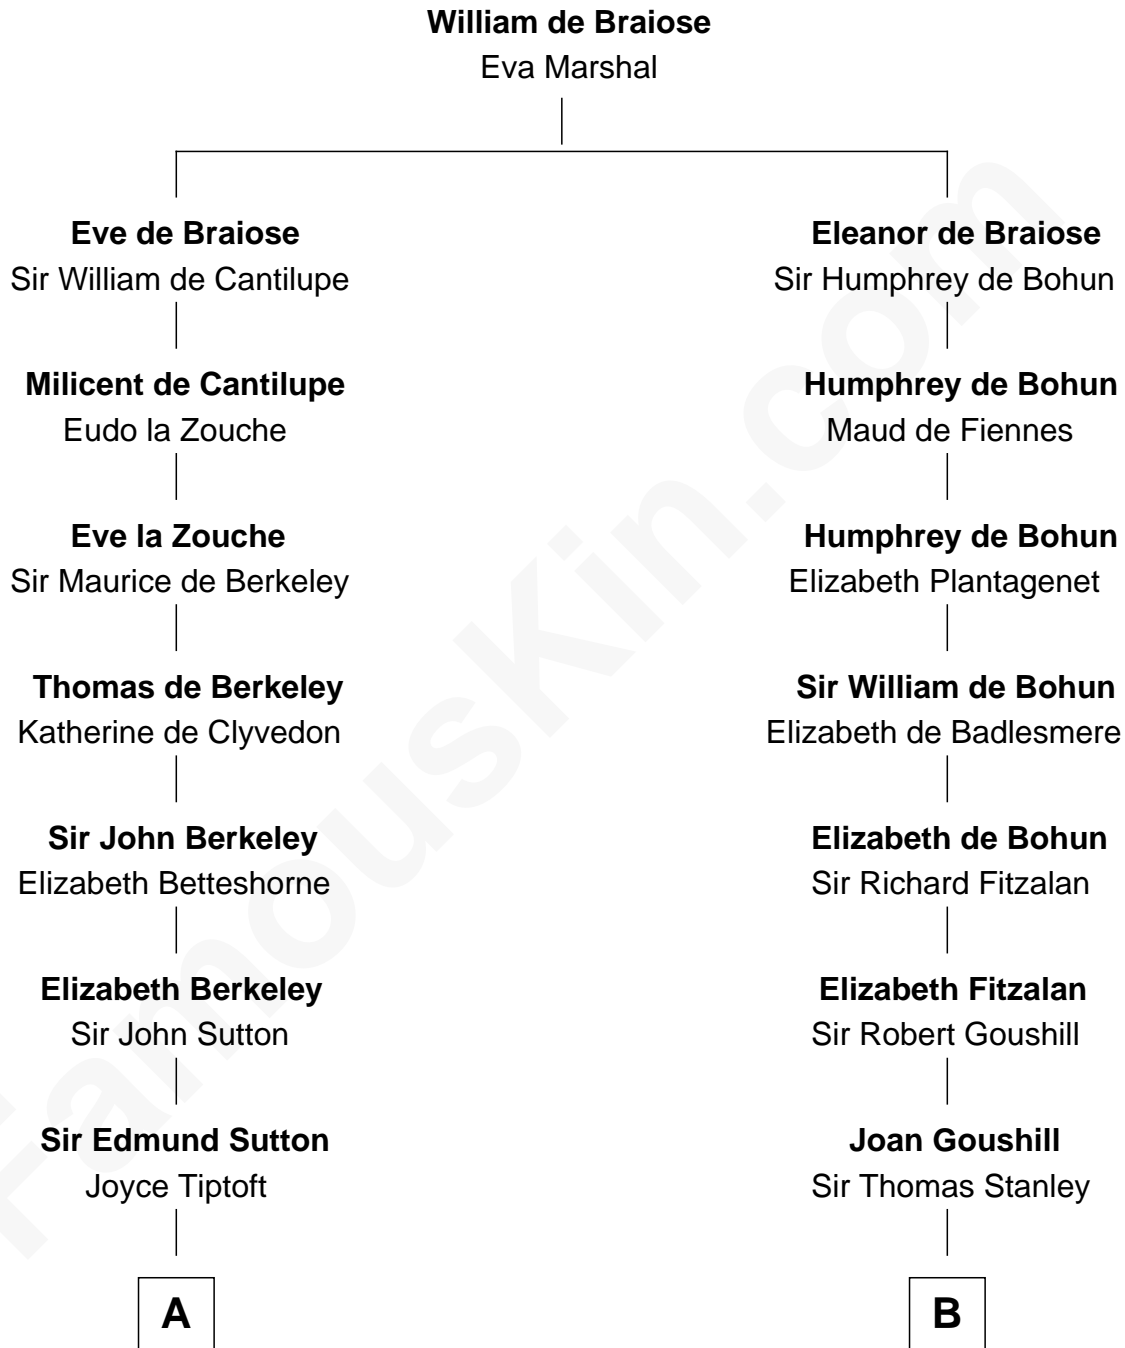 William de Braiose
Eva Marshal
Eve de Braiose
Sir William de Cantilupe
Eleanor de Braiose
Sir Humphrey de Bohun
Milicent de Cantilupe
Eudo la Zouche
Humphrey de Bohun
Maud de Fiennes
Eve la Zouche
Sir Maurice de Berkeley
Humphrey de Bohun
Elizabeth Plantagenet
Thomas de Berkeley
Katherine de Clyvedon
Sir William de Bohun
Elizabeth de Badlesmere
Sir John Berkeley
Elizabeth Betteshorne
Elizabeth de Bohun
Sir Richard Fitzalan
Elizabeth Berkeley
Sir John Sutton
Elizabeth Fitzalan
Sir Robert Goushill
Sir Edmund Sutton
Joyce Tiptoft
Joan Goushill
Sir Thomas Stanley
A
B
FamousKin.com